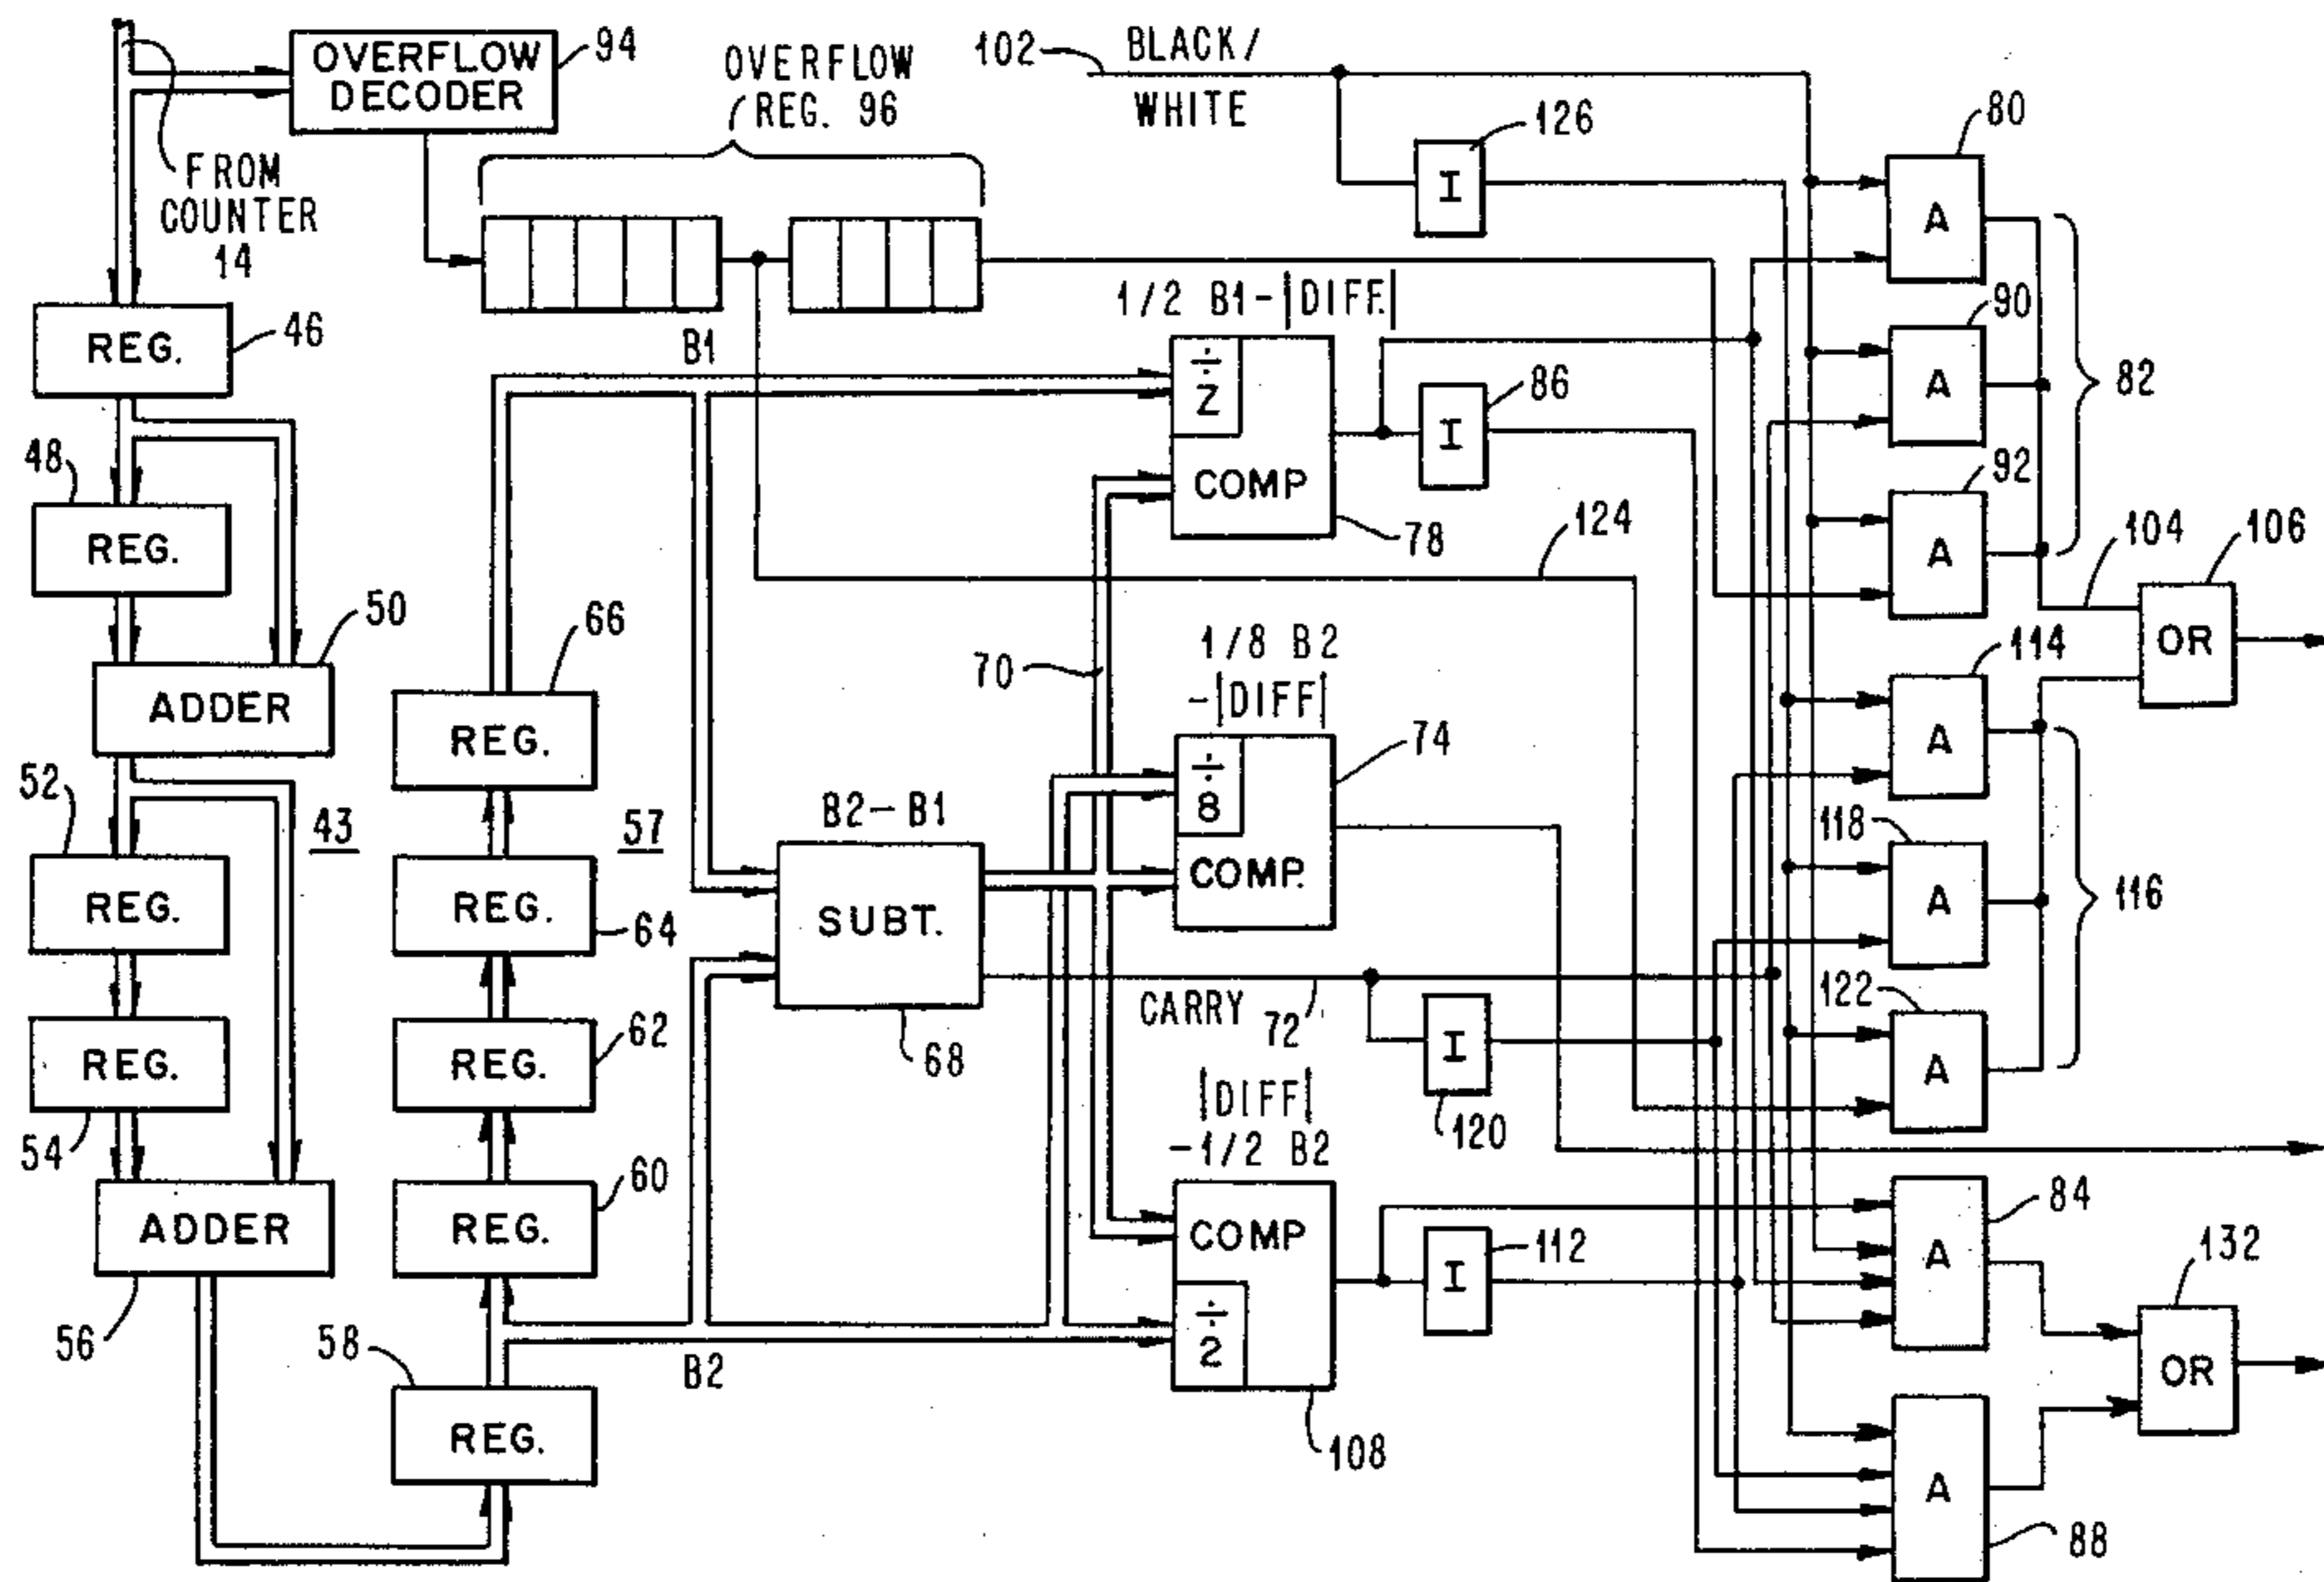 OVERFLOW
DECODER
94
FROM
COUNTER
14
OVERFLOW
REG. 96
102
BLACK/
WHITE
I
126
A
80
A
90
82
A
92
104
OR
106
A
114
A
118
116
A
122
A
84
A
88
OR
132
REG.
46
48
REG.
50
ADDER
52
43
REG.
REG.
54
ADDER
56
58
REG.
REG.
60
REG.
62
REG.
64
57
REG.
66
B1
1/2 B1-|DIFF.|
÷
2
COMP
78
I
86
124
70
1/8 B2
-|DIFF|
÷
8
COMP.
74
B2-B1
SUBT.
68
CARRY
72
I
120
|DIFF|
-1/2 B2
COMP
÷
2
108
I
112
B2